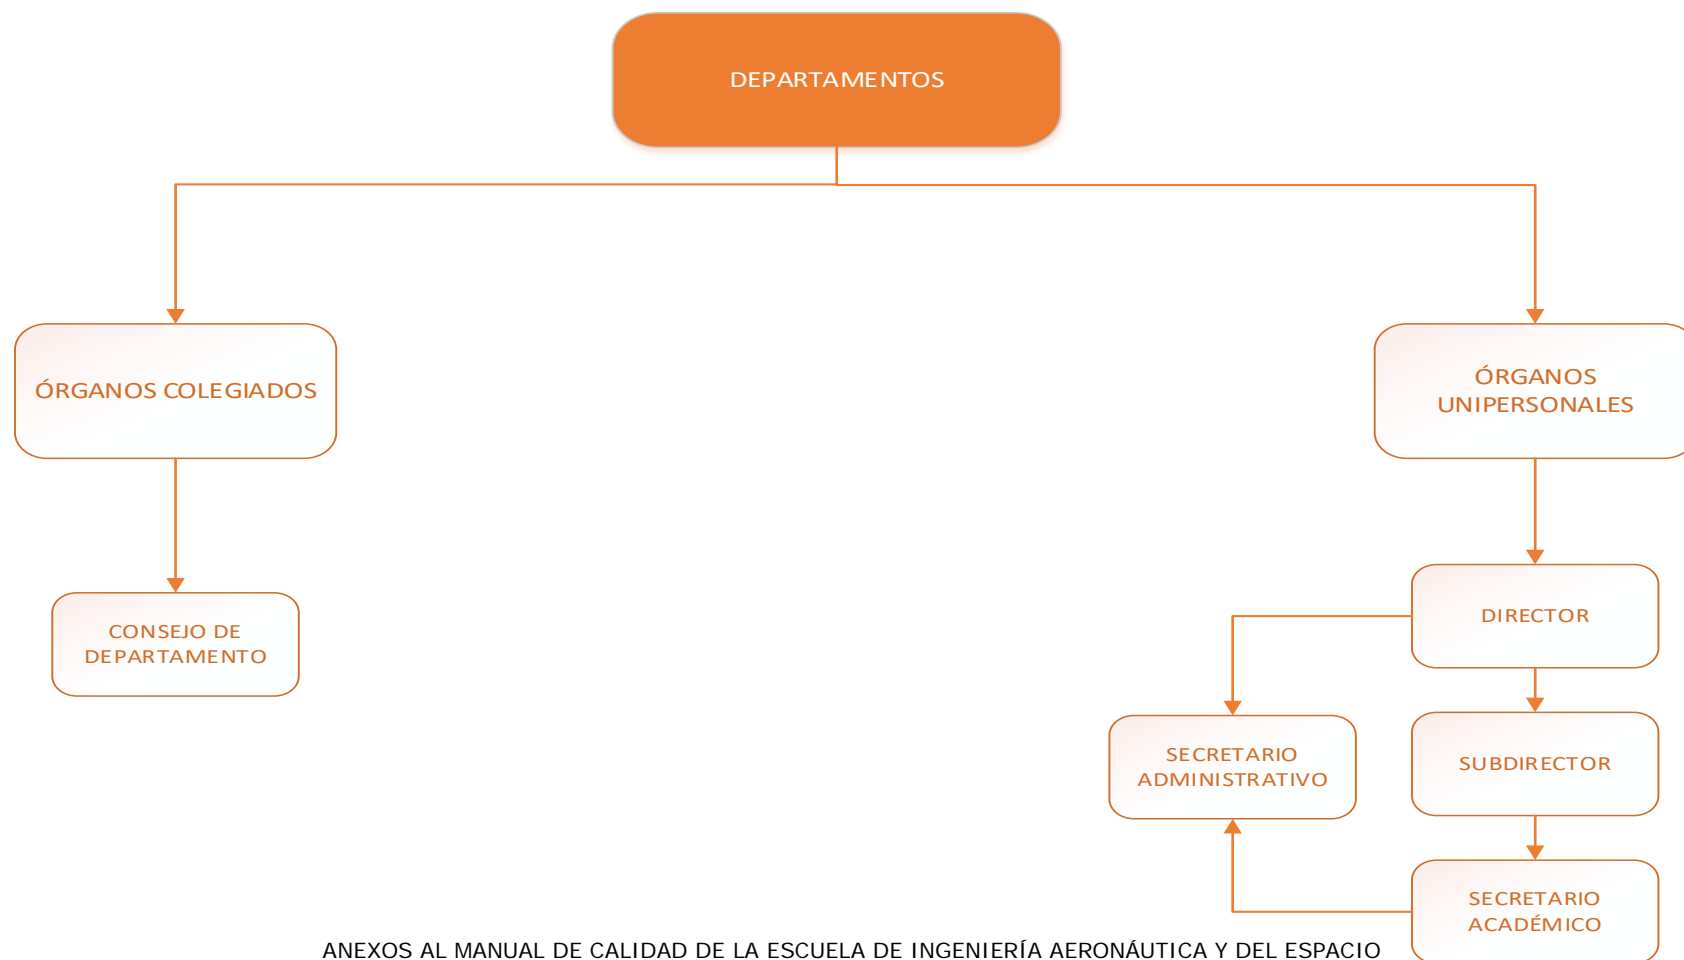 DEPARTAMENTOS
ÓRGANOS COLEGIADOS
ÓRGANOS
UNIPERSONALES
CONSEJO DE
DEPARTAMENTO
DIRECTOR
SECRETARIO
ADMINISTRATIVO
SUBDIRECTOR
SECRETARIO
ACADÉMICO
ANEXOS AL MANUAL DE CALIDAD DE LA ESCUELA DE INGENIERÍA AERONÁUTICA Y DEL ESPACIO